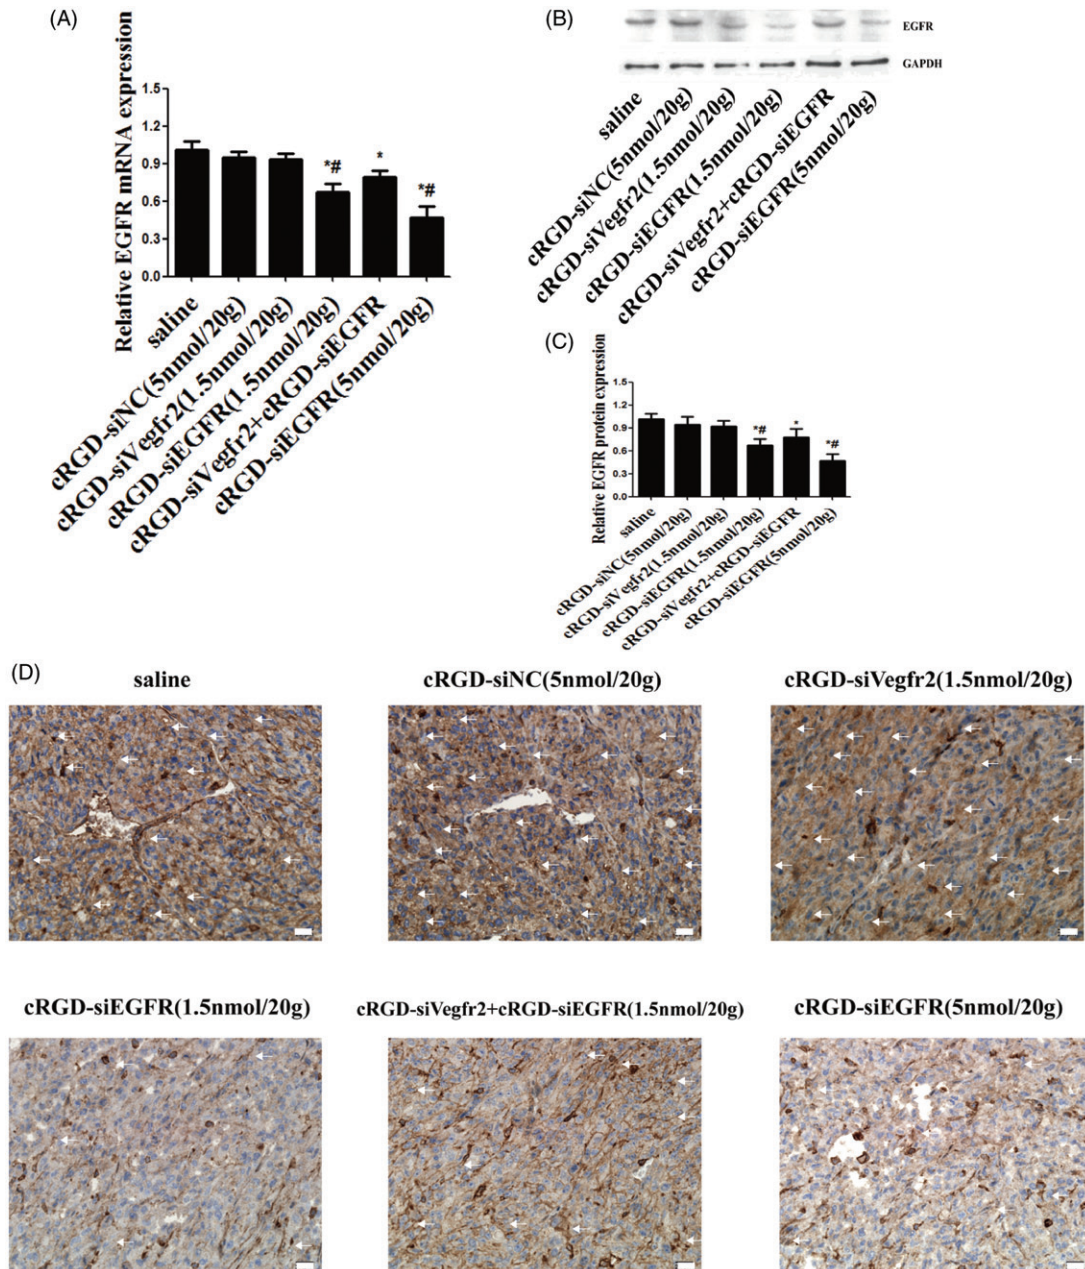 (A)
Relative EGFR mRNA expression
1.5
1.2
0.9
0.6
0.3
0.0
*#
*
*#
saline
cRGD-siNC(5nmol/20g)
cRGD-siVegfr2(1.5nmol/20g)
cRGD-siEGFR(1.5nmol/20g)
cRGD-siVegfr2+cRGD-siEGFR
cRGD-siEGFR(5nmol/20g)
(B)
EGFR
GAPDH
saline
cRGD-siNC(5nmol/20g)
cRGD-siVegfr2(1.5nmol/20g)
cRGD-siEGFR(1.5nmol/20g)
cRGD-siVegfr2+cRGD-siEGFR
cRGD-siEGFR(5nmol/20g)
(C)
Relative EGFR protein expression
1.5
1.2
0.9
0.6
0.3
0.0
*#
*
*#
saline
cRGD-siNC(5nmol/20g)
cRGD-siVegfr2(1.5nmol/20g)
cRGD-siEGFR(1.5nmol/20g)
cRGD-siVegfr2+cRGD-siEGFR
cRGD-siEGFR(5nmol/20g)
(D)
saline
cRGD-siNC(5nmol/20g)
cRGD-siVegfr2(1.5nmol/20g)
cRGD-siEGFR(1.5nmol/20g)
cRGD-siVegfr2+cRGD-siEGFR(1.5nmol/20g)
cRGD-siEGFR(5nmol/20g)